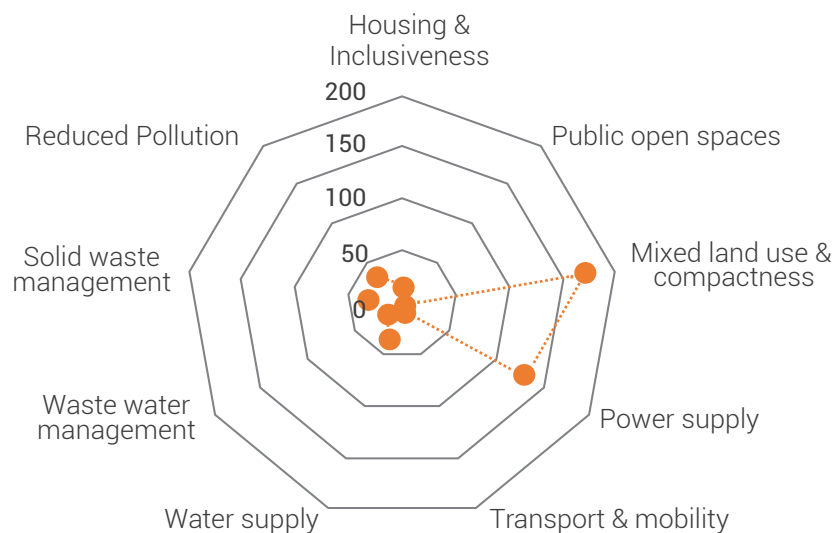 Housing &
Inclusiveness
200
Reduced Pollution
Public open spaces
150
100
Solid waste
management
50
Mixed land use &
compactness
0
Waste water
management
Power supply
Water supply
Transport & mobility